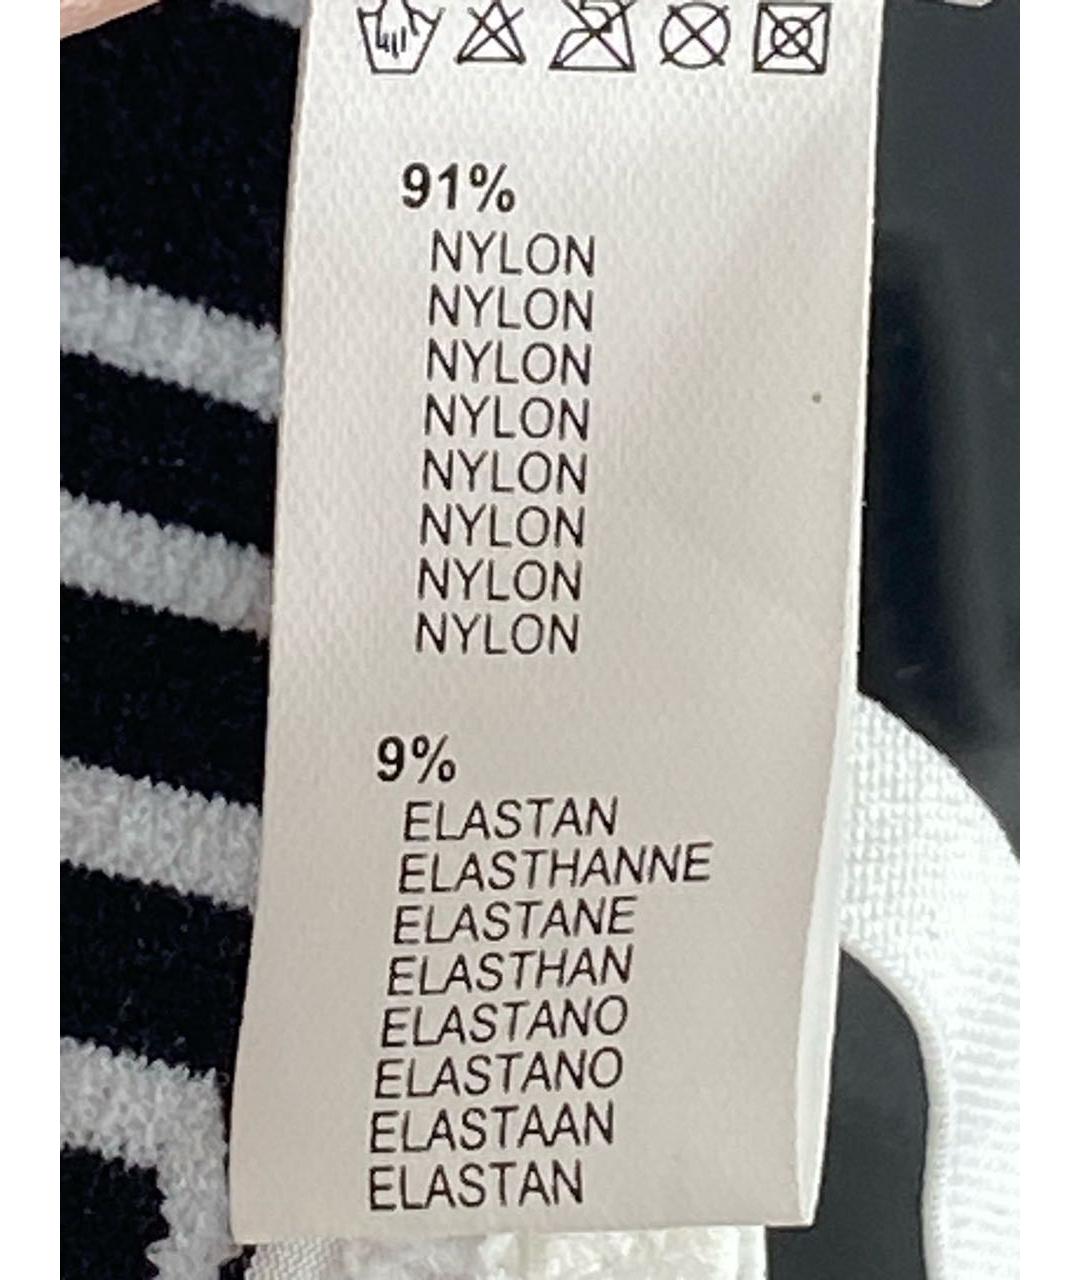 91%
NYLON
NYLON
NYLON
NYLON
NYLON
NYLON
NYLON
NYLON
9%
ELASTAN
ELASTHANNE
ELASTANE
ELASTHAN
ELASTANO
ELASTANO
ELASTAAN
ELASTAN